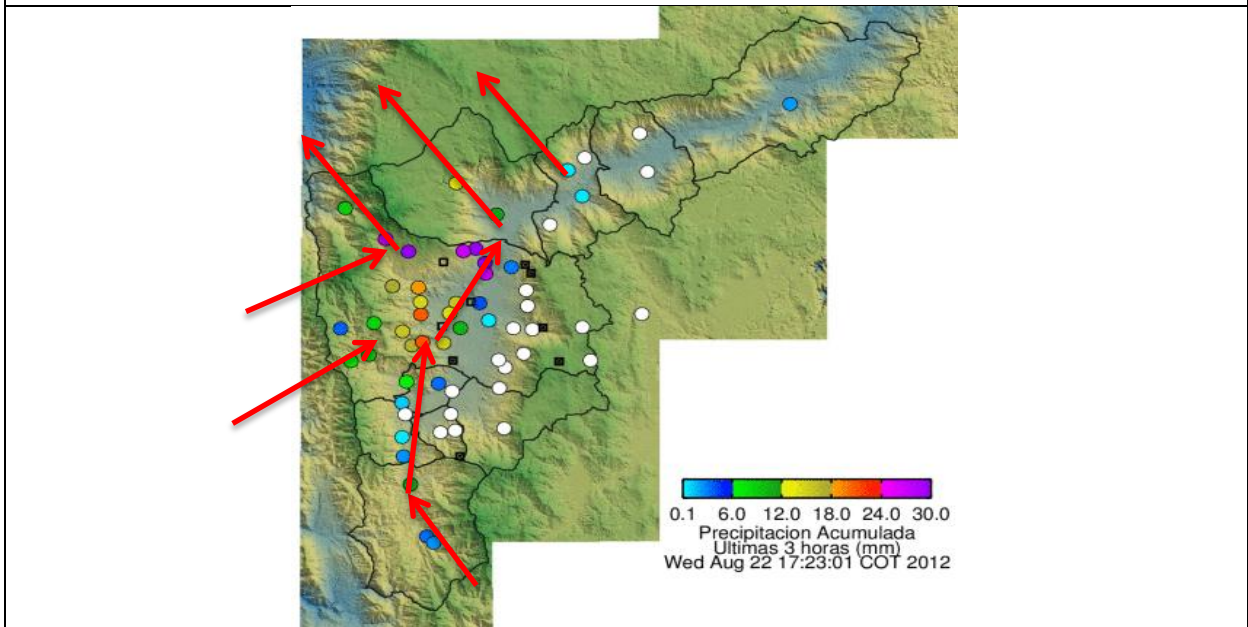 0.1 6.0 12.0 18.0 24.0 30.0
Precipitacion Acumulada
Ultimas 3 horas (mm)
Wed Aug 22 17:23:01 COT 2012